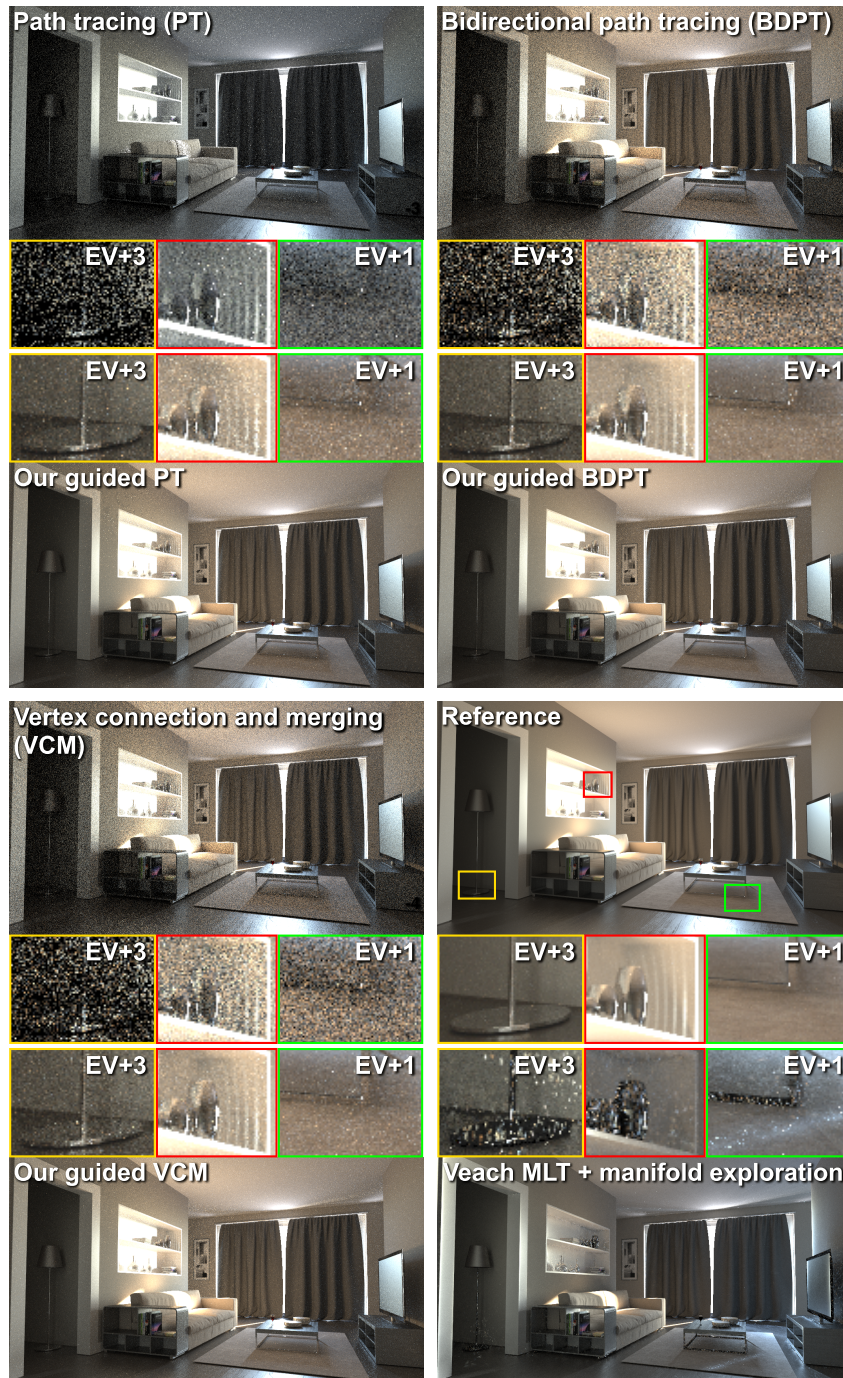 Path tracing (PT)
Bidirectional path tracing (BDPT)
EV+3
EV+1
EV+3
EV+1
EV+3
EV+1
EV+3
EV+1
Our guided PT
Our guided BDPT
Vertex connection and merging
(VCM)
Reference
EV+3
EV+1
EV+3
EV+1
EV+3
EV+1
EV+3
EV+1
Our guided VCM
Veach MLT + manifold exploration